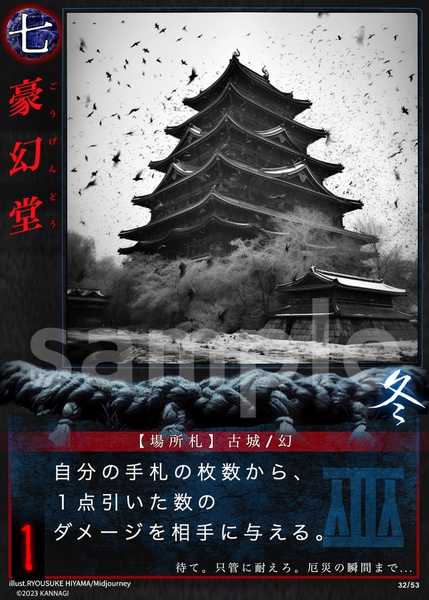 七
豪幻堂
ごうげんどう
sample
冬
【場所札】古城/幻
自分の手札の枚数から、
１点引いた数の
ダメージを相手に与える。
1
待て。只管に耐えろ。厄災の瞬間まで...
illust.RYOUSUKE HIYAMA/Midjourney
32/53
©2023 KANNAGI